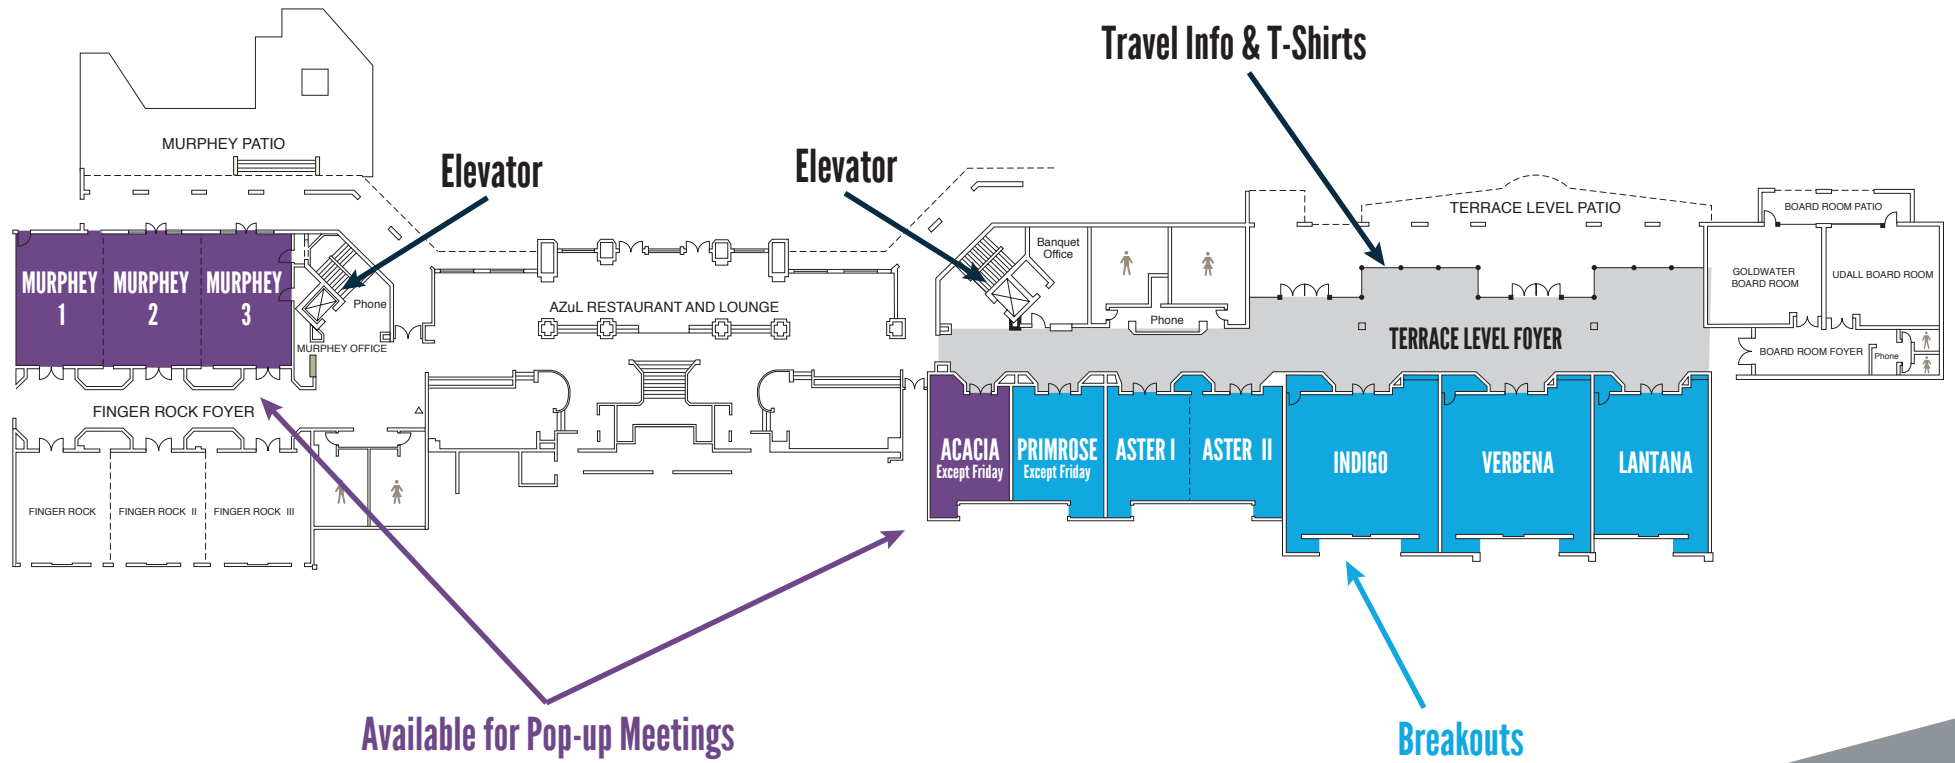 Travel Info & T-Shirts
MURPHEY PATIO
Elevator
Elevator
TERRACE LEVEL PATIO
BOARD ROOM PATIO
Banquet
Office
MURPHEY
1
MURPHEY
2
MURPHEY
3
Phone
AZuL RESTAURANT AND LOUNGE
Phone
GOLDWATER
BOARD ROOM
UDALL BOARD ROOM
TERRACE LEVEL FOYER
MURPHEY OFFICE
BOARD ROOM FOYER
Phone
FINGER ROCK FOYER
ACACIA
Except Friday
PRIMROSE
Except Friday
ASTER I
ASTER II
INDIGO
VERBENA
LANTANA
FINGER ROCK
FINGER ROCK II
FINGER ROCK III
Available for Pop-up Meetings
Breakouts